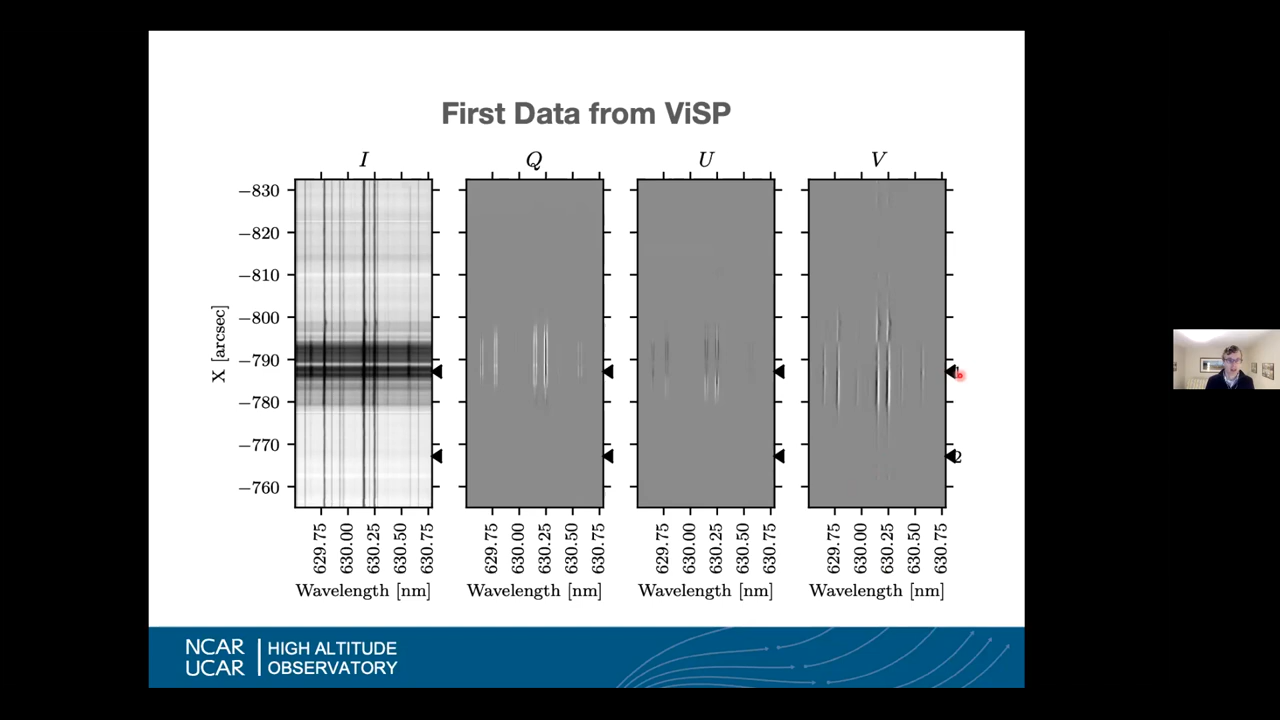 First Data from ViSP
I Q U V
−830
−820
−810
−800
−790
−780
−770
−760
X [arcsec]
1
2
629.75 630.00 630.25 630.50 630.75
629.75 630.00 630.25 630.50 630.75
629.75 630.00 630.25 630.50 630.75
629.75 630.00 630.25 630.50 630.75
Wavelength [nm] Wavelength [nm] Wavelength [nm] Wavelength [nm]
NCAR
UCAR
HIGH ALTITUDE
OBSERVATORY